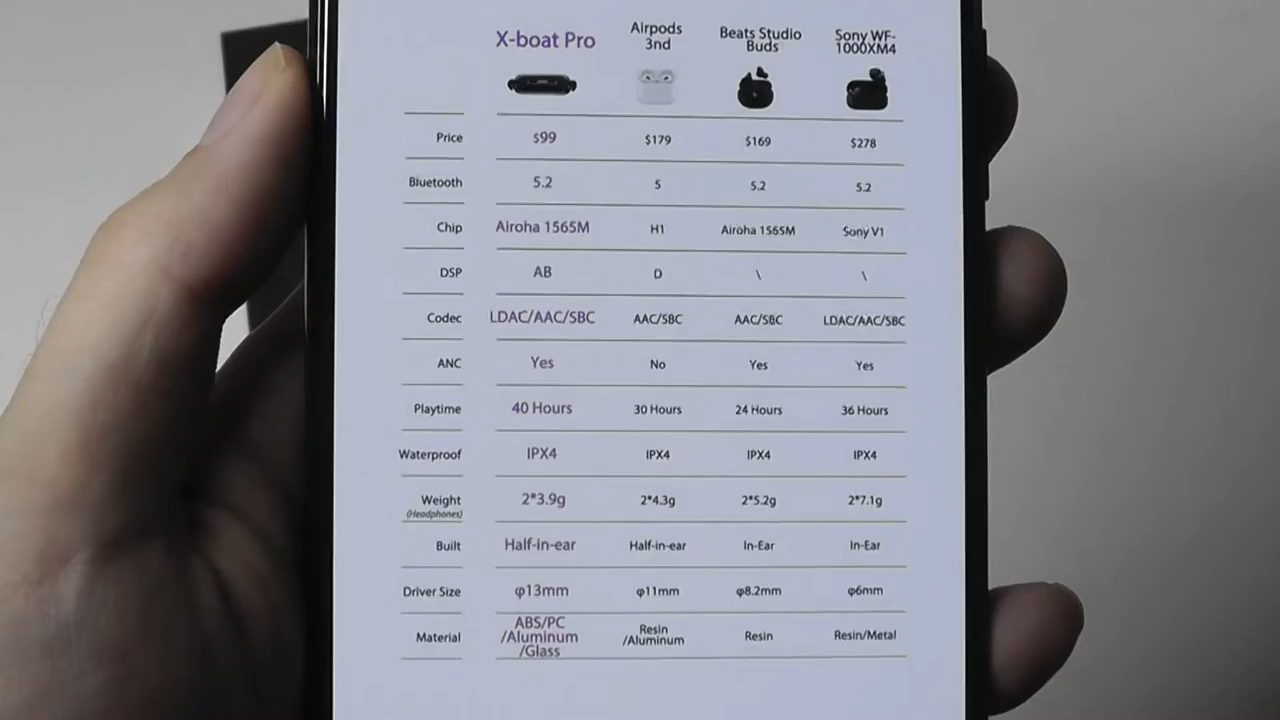 X-boat Pro Airpods 3nd Beats Studio Buds Sony WF-1000XM4
Price $99 $179 $169 $278
Bluetooth 5.2 5 5.2 5.2
Chip Airoha 1565M H1 Airoha 1565M Sony V1
DSP AB D \ \
Codec LDAC/AAC/SBC AAC/SBC AAC/SBC LDAC/AAC/SBC
ANC Yes No Yes Yes
Playtime 40 Hours 30 Hours 24 Hours 36 Hours
Waterproof IPX4 IPX4 IPX4 IPX4
Weight 2*3.9g 2*4.3g 2*5.2g 2*7.1g
(Headphones)
Built Half-in-ear Half-in-ear In-Ear In-Ear
Driver Size φ13mm φ11mm φ8.2mm φ6mm
Material ABS/PC/Aluminum/Glass Resin/Aluminum Resin Resin/Metal